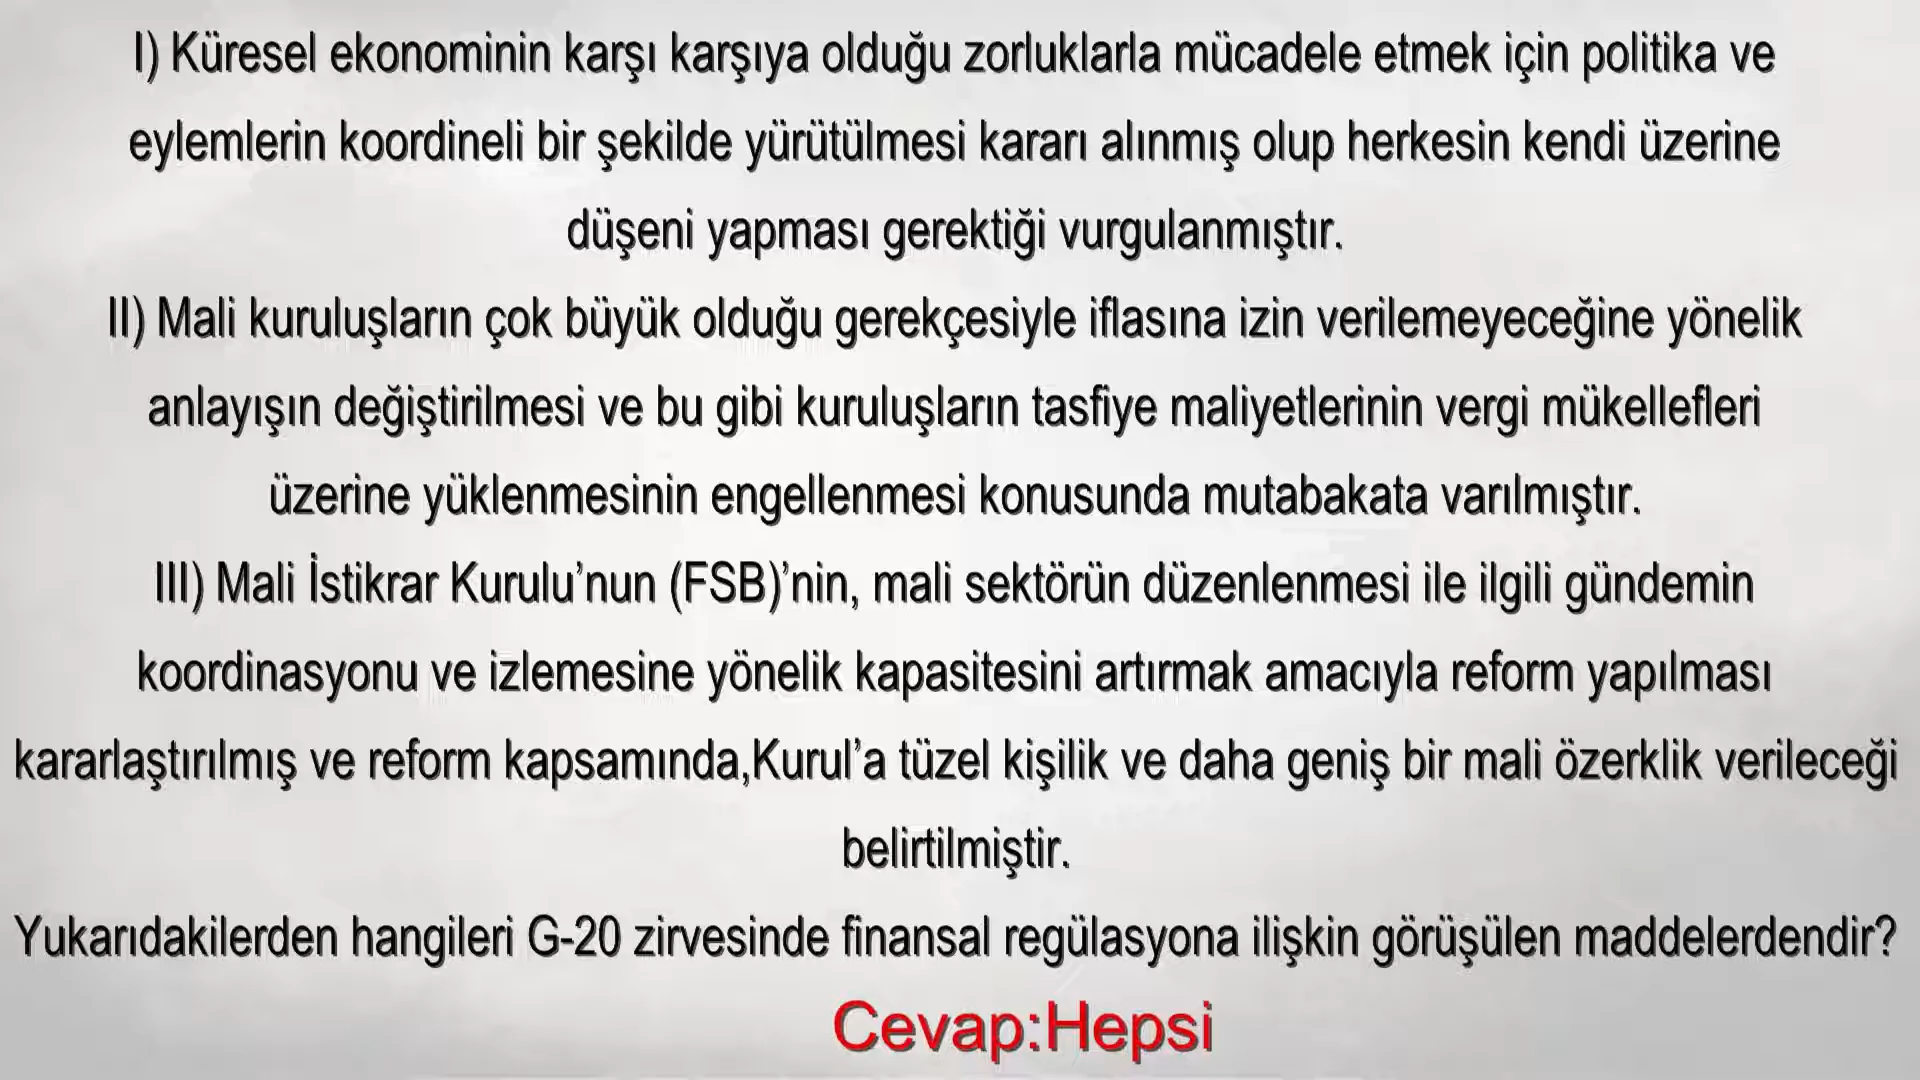 I) Küresel ekonominin karşı karşıya olduğu zorluklarla mücadele etmek için politika ve
eylemlerin koordineli bir şekilde yürütülmesi kararı alınmış olup herkesin kendi üzerine
düşeni yapması gerektiği vurgulanmıştır.
II) Mali kuruluşların çok büyük olduğu gerekçesiyle iflasına izin verilemeyeceğine yönelik
anlayışın değiştirilmesi ve bu gibi kuruluşların tasfiye maliyetlerinin vergi mükellefleri
üzerine yüklenmesinin engellenmesi konusunda mutabakata varılmıştır.
III) Mali İstikrar Kurulu’nun (FSB)’nin, mali sektörün düzenlenmesi ile ilgili gündemin
koordinasyonu ve izlemesine yönelik kapasitesini artırmak amacıyla reform yapılması
kararlaştırılmış ve reform kapsamında,Kurul’a tüzel kişilik ve daha geniş bir mali özerklik verileceği
belirtilmiştir.
Yukarıdakilerden hangileri G-20 zirvesinde finansal regülasyona ilişkin görüşülen maddelerdendir?
Cevap:Hepsi